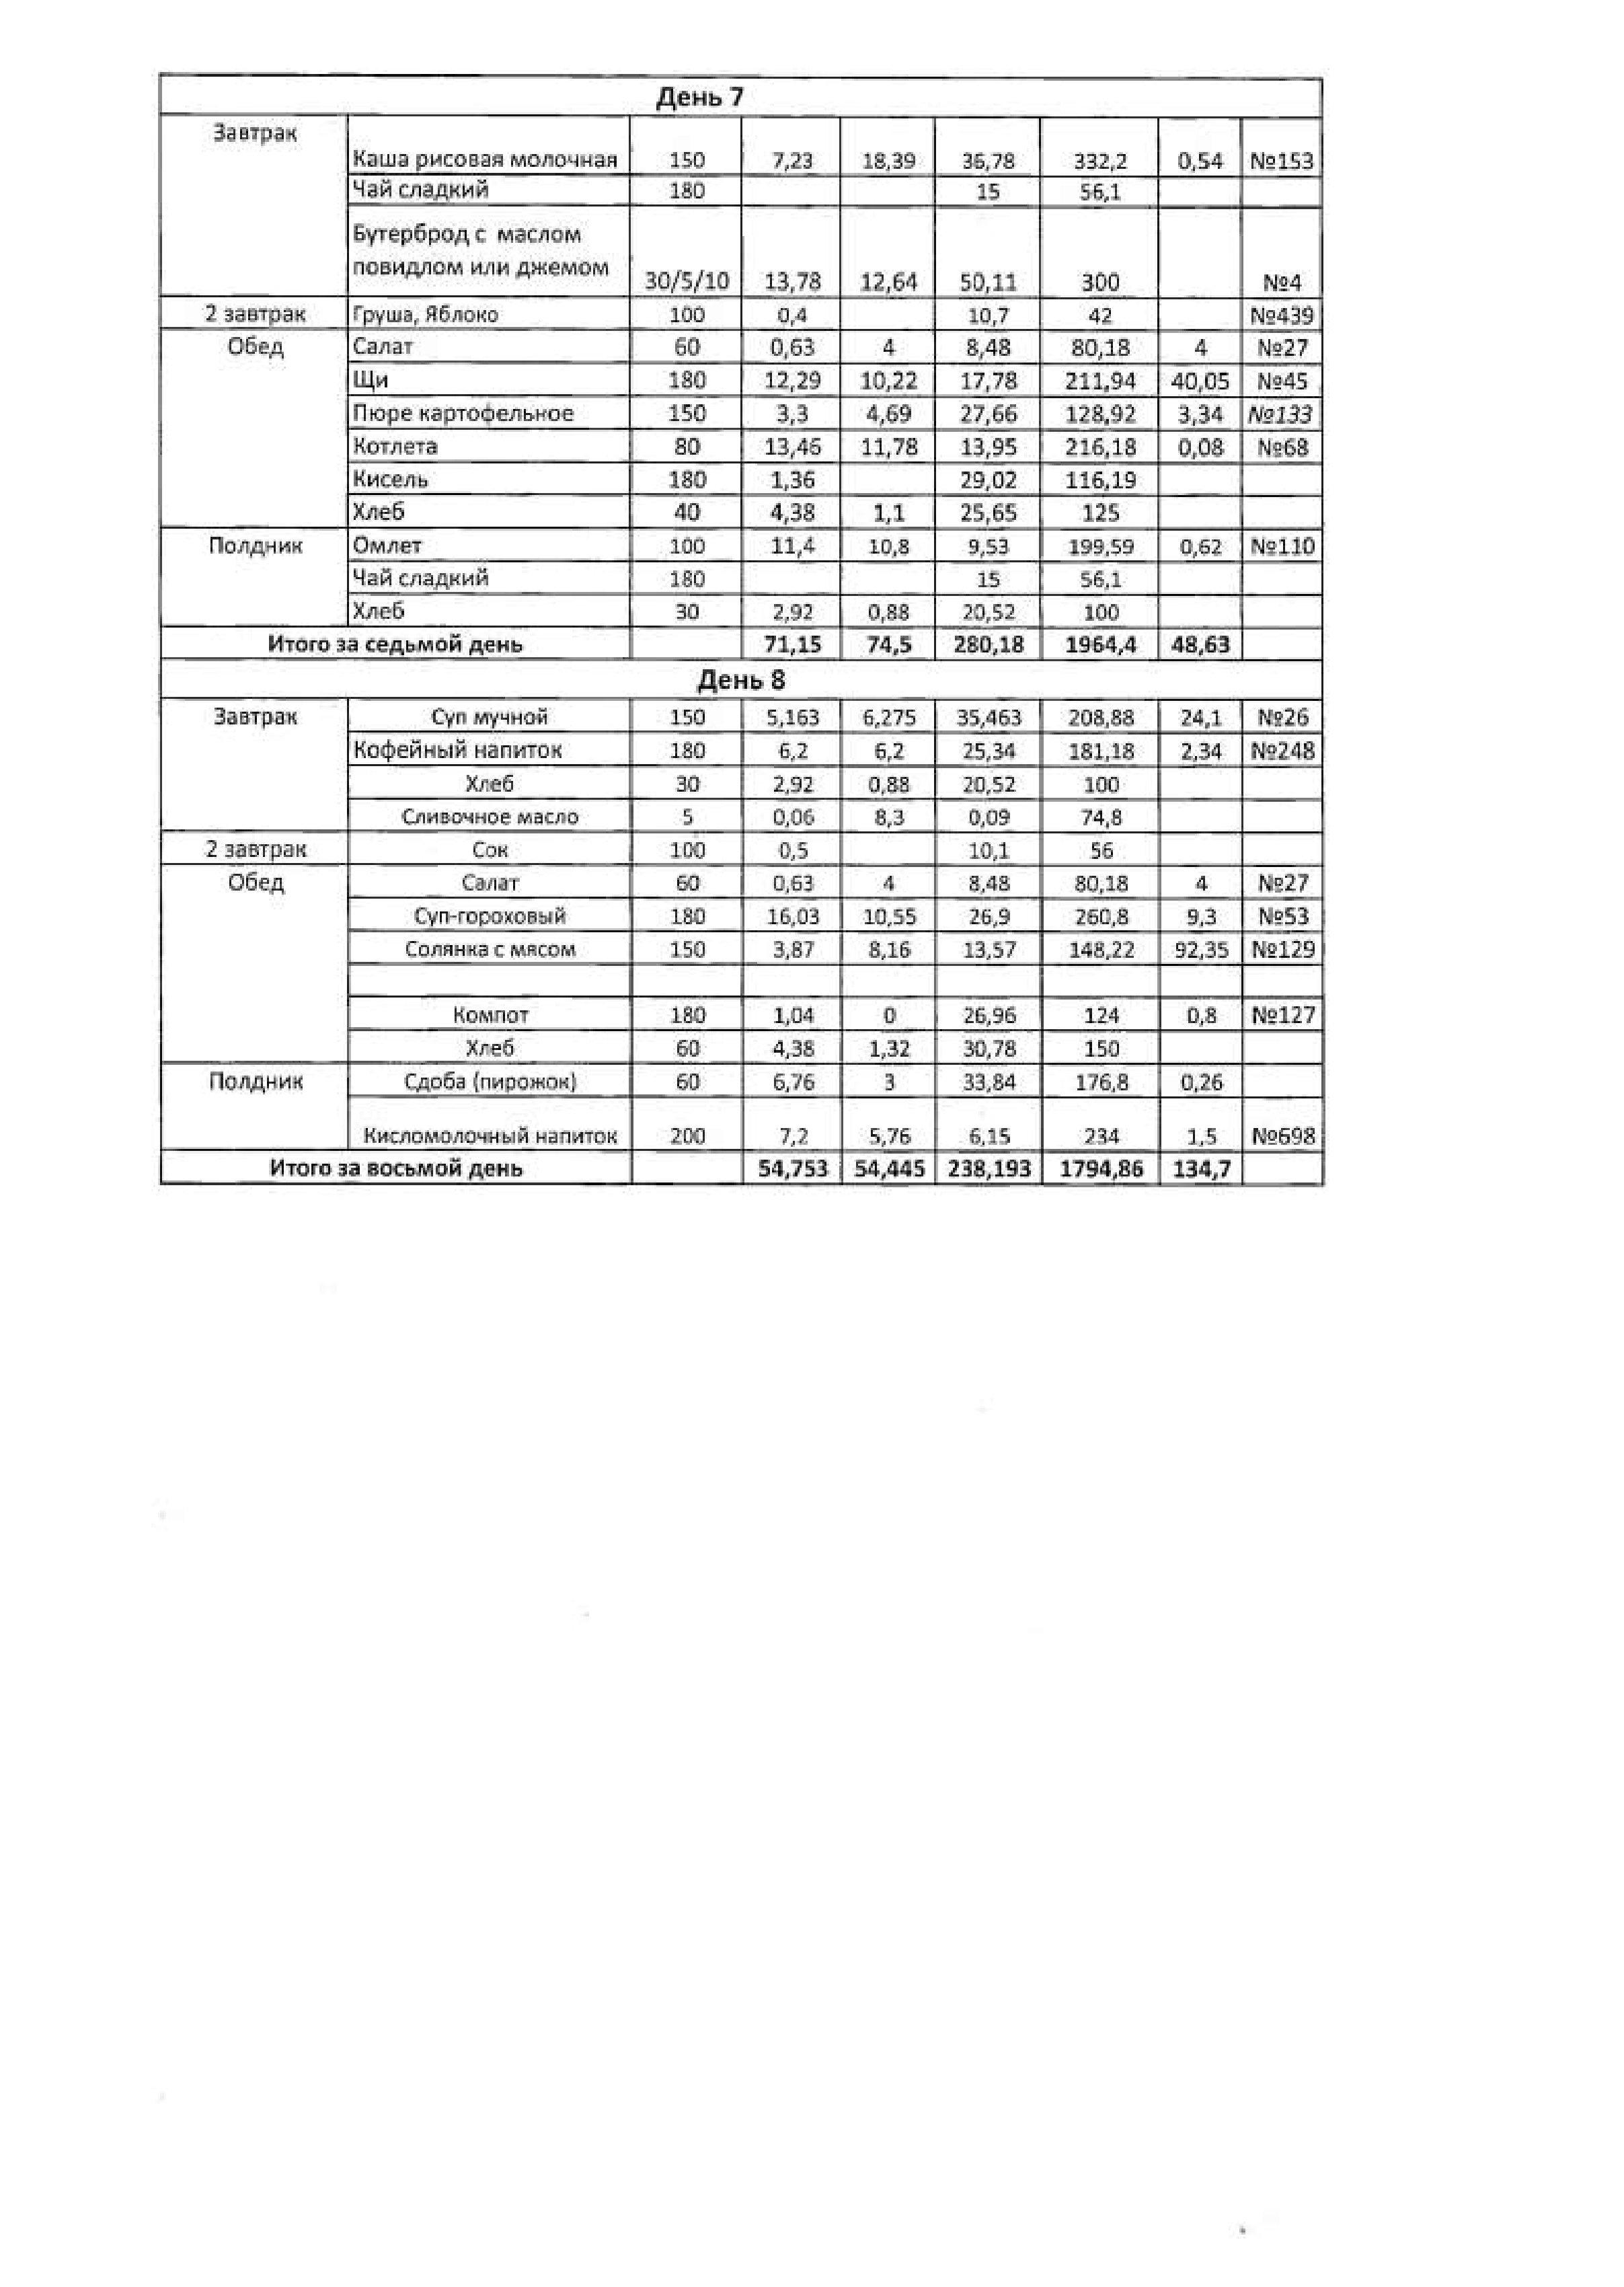 День 7
Завтрак
Каша рисовая молочная 150 7,23 18,39 36,78 332,2 0,54 №153
Чай сладкий 180 15 56,1
Бутерброд с маслом
повидлом или джемом 30/5/10 13,78 12,64 50,11 300 №4
2 завтрак Груша, Яблоко 100 0,4 10,7 42 №439
Обед Салат 60 0,63 4 8,48 80,18 4 №27
Щи 180 12,29 10,22 17,78 211,94 40,05 №45
Пюре картофельное 150 3,3 4,69 27,66 128,92 3,34 №133
Котлета 80 13,46 11,78 13,95 216,18 0,08 №68
Кисель 180 1,36 29,02 116,19
Хлеб 40 4,38 1,1 25,65 125
Полдник Омлет 100 11,4 10,8 9,53 199,59 0,62 №110
Чай сладкий 180 15 56,1
Хлеб 30 2,92 0,88 20,52 100
Итого за седьмой день 71,15 74,5 280,18 1964,4 48,63
День 8
Завтрак Суп мучной 150 5,163 6,275 35,463 208,88 24,1 №26
Кофейный напиток 180 6,2 6,2 25,34 181,18 2,34 №248
Хлеб 30 2,92 0,88 20,52 100
Сливочное масло 5 0,06 8,3 0,09 74,8
2 завтрак Сок 100 0,5 10,1 56
Обед Салат 60 0,63 4 8,48 80,18 4 №27
Суп-гороховый 180 16,03 10,55 26,9 260,8 9,3 №53
Солянка с мясом 150 3,87 8,16 13,57 148,22 92,35 №129
Компот 180 1,04 0 26,96 124 0,8 №127
Хлеб 60 4,38 1,32 30,78 150
Полдник Сдоба (пирожок) 60 6,76 3 33,84 176,8 0,26
Кисломолочный напиток 200 7,2 5,76 6,15 234 1,5 №698
Итого за восьмой день 54,753 54,445 238,193 1794,86 134,7